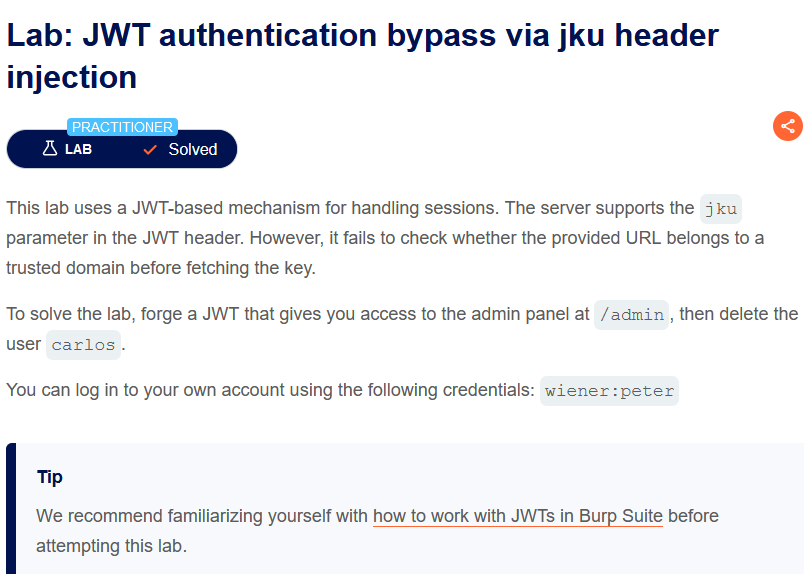 Lab: JWT authentication bypass via jku header
injection
PRACTITIONER
LAB Solved
This lab uses a JWT-based mechanism for handling sessions. The server supports the jku
parameter in the JWT header. However, it fails to check whether the provided URL belongs to a
trusted domain before fetching the key.
To solve the lab, forge a JWT that gives you access to the admin panel at /admin, then delete the
user carlos.
You can log in to your own account using the following credentials: wiener:peter
Tip
We recommend familiarizing yourself with how to work with JWTs in Burp Suite before
attempting this lab.